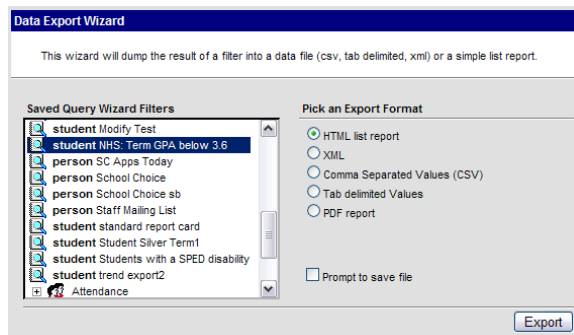 Data Export Wizard
This wizard will dump the result of a filter into a data file (csv, tab delimited, xml) or a simple list report.
Saved Query Wizard Filters
student Modify Test
student NHS: Term GPA below 3.6
person SC Apps Today
person School Choice
person School Choice sb
person Staff Mailing List
student standard report card
student Student Silver Term1
student Students with a SPED disability
student trend export2
Attendance
Pick an Export Format
HTML list report
XML
Comma Separated Values (CSV)
Tab delimited Values
PDF report
Prompt to save file
Export